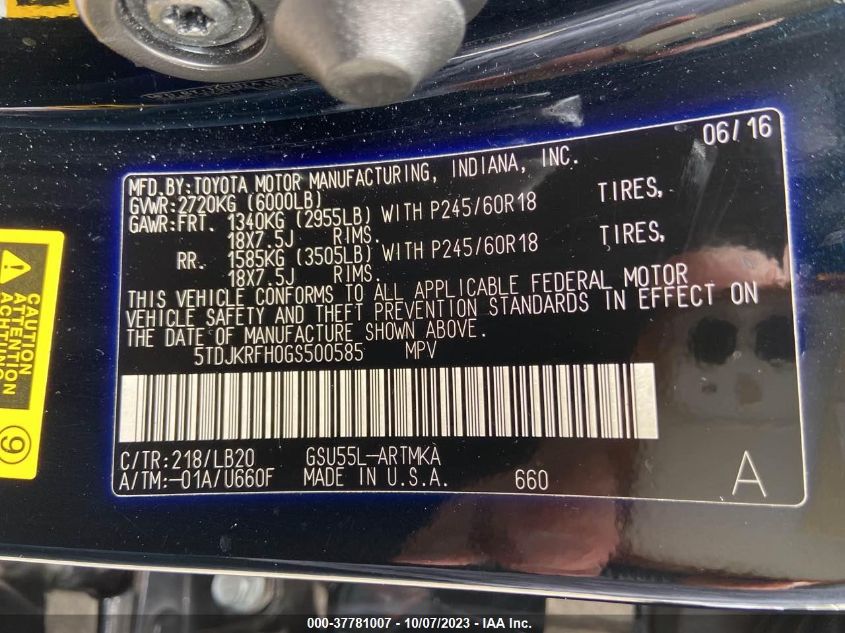 06/16
MFD.BY:TOYOTA MOTOR MANUFACTURING, INDIANA, INC.
GVWR:2720KG (6000LB)
GAWR:FRT. 1340KG (2955LB) WITH P245/60R18 TIRES,
18X7.5J RIMS.
RR. 1585KG (3505LB) WITH P245/60R18 TIRES,
18X7.5J RIMS.
THIS VEHICLE CONFORMS TO ALL APPLICABLE FEDERAL MOTOR
VEHICLE SAFETY AND THEFT PREVENTION STANDARDS IN EFFECT ON
THE DATE OF MANUFACTURE SHOWN ABOVE.
5TDJKRFH0GS500585 MPV
C/TR:218/LB20 GSU55L-ARTMKA
A/TM:-01A/U660F MADE IN U.S.A. 660 A
CAUTION
ATTENTION
ACHTUNG
9
000-37781007 - 10/07/2023 - IAA Inc.